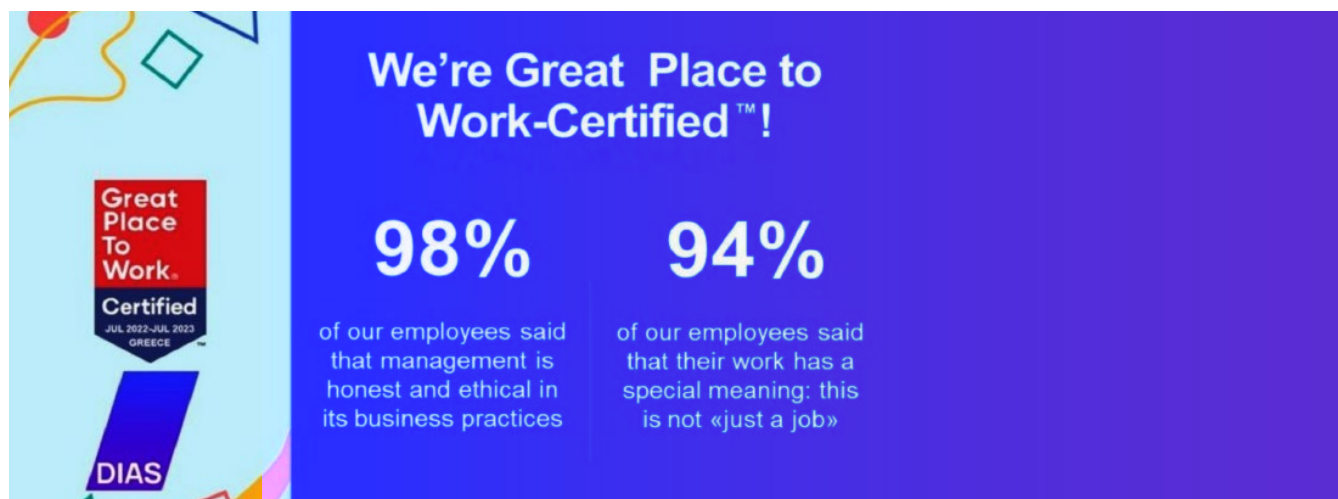 We're Great Place to
Work-Certified™!
Great
Place
To
Work®
Certified
JUL 2022-JUL 2023
GREECE ™
DIAS
98%
of our employees said
that management is
honest and ethical in
its business practices
94%
of our employees said
that their work has a
special meaning: this
is not «just a job»